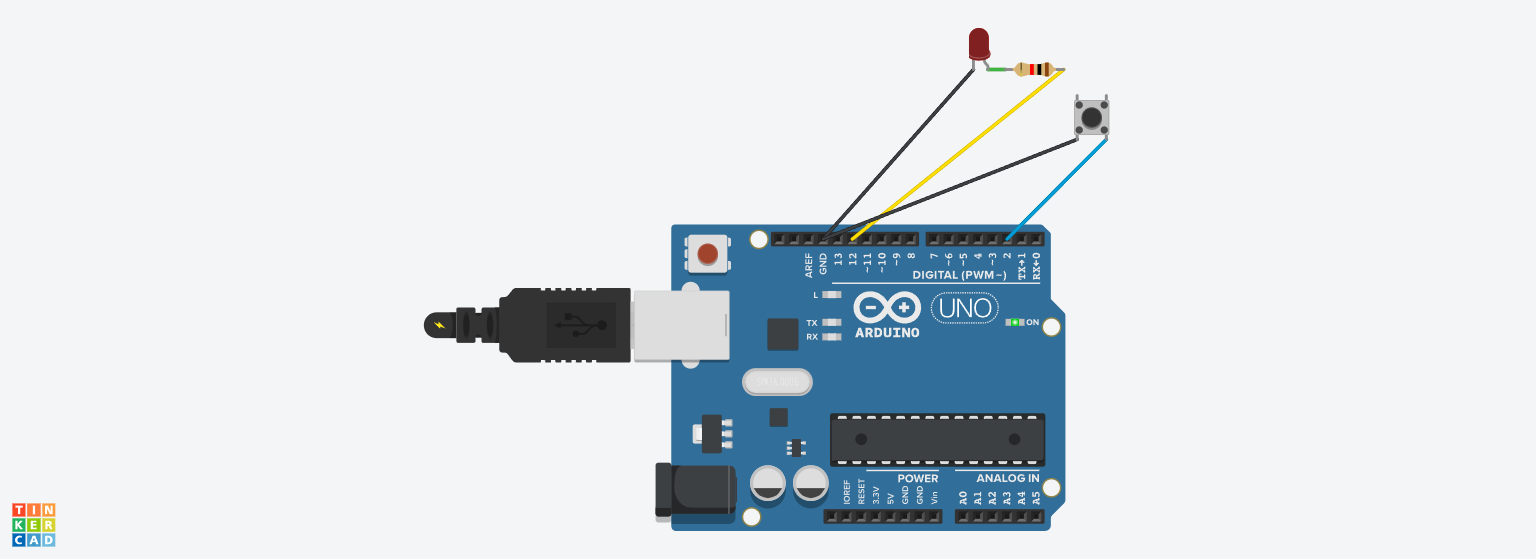 AREF
GND
13
12
~11
~10
~9
8
7
~6
~5
4
~3
2
TX→1
RX←0
DIGITAL (PWM~)
L
TX
RX
ARDUINO
UNO
ON
POWER
ANALOG IN
IOREF
RESET
3.3V
5V
GND
GND
Vin
A0
A1
A2
A3
A4
A5
TIN
KER
CAD